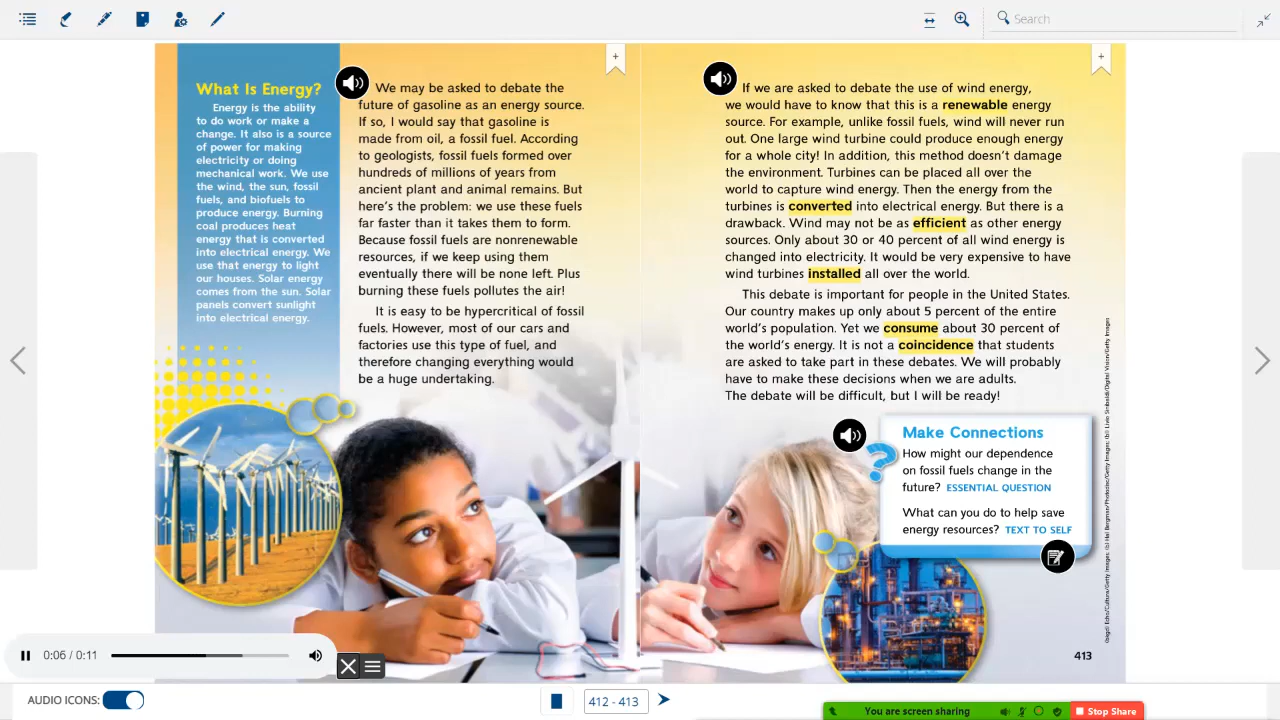 Search
What Is Energy?
Energy is the ability
to do work or make a
change. It also is a source
of power for making
electricity or doing
mechanical work. We use
the wind, the sun, fossil
fuels, and biofuels to
produce energy. Burning
coal produces heat
energy that is converted
into electrical energy. We
use that energy to light
our houses. Solar energy
comes from the sun. Solar
panels convert sunlight
into electrical energy.
We may be asked to debate the
future of gasoline as an energy source.
If so, I would say that gasoline is
made from oil, a fossil fuel. According
to geologists, fossil fuels formed over
hundreds of millions of years from
ancient plant and animal remains. But
here's the problem: we use these fuels
far faster than it takes them to form.
Because fossil fuels are nonrenewable
resources, if we keep using them
eventually there will be none left. Plus
burning these fuels pollutes the air!
It is easy to be hypercritical of fossil
fuels. However, most of our cars and
factories use this type of fuel, and
therefore changing everything would
be a huge undertaking.
If we are asked to debate the use of wind energy,
we would have to know that this is a renewable energy
source. For example, unlike fossil fuels, wind will never run
out. One large wind turbine could produce enough energy
for a whole city! In addition, this method doesn't damage
the environment. Turbines can be placed all over the
world to capture wind energy. Then the energy from the
turbines is converted into electrical energy. But there is a
drawback. Wind may not be as efficient as other energy
sources. Only about 30 or 40 percent of all wind energy is
changed into electricity. It would be very expensive to have
wind turbines installed all over the world.
This debate is important for people in the United States.
Our country makes up only about 5 percent of the entire
world's population. Yet we consume about 30 percent of
the world's energy. It is not a coincidence that students
are asked to take part in these debates. We will probably
have to make these decisions when we are adults.
The debate will be difficult, but I will be ready!
Make Connections
How might our dependence
on fossil fuels change in the
future? ESSENTIAL QUESTION
What can you do to help save
energy resources? TEXT TO SELF
413
0:06 / 0:11
AUDIO ICONS:
412 - 413
You are screen sharing
Stop Share